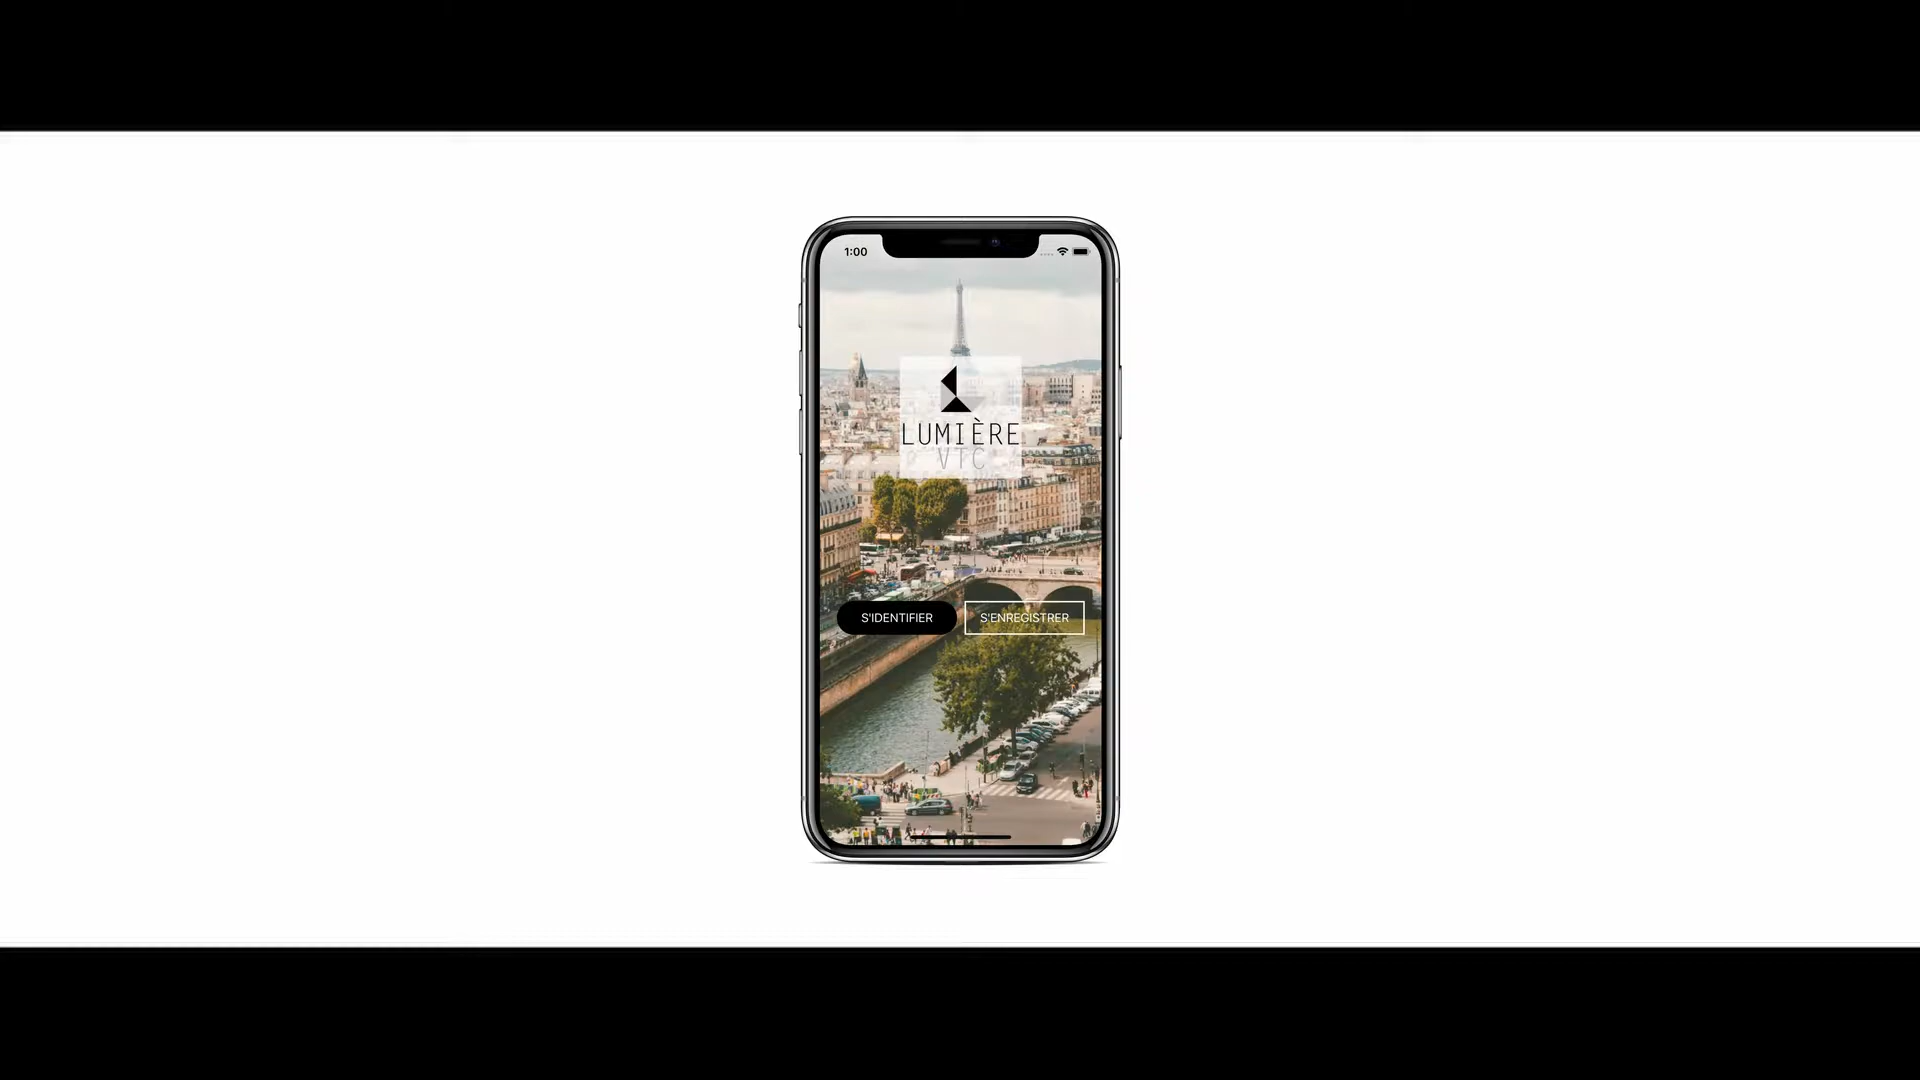 1:00
LUMIÈRE
VTC
S'IDENTIFIER
S'ENREGISTRER